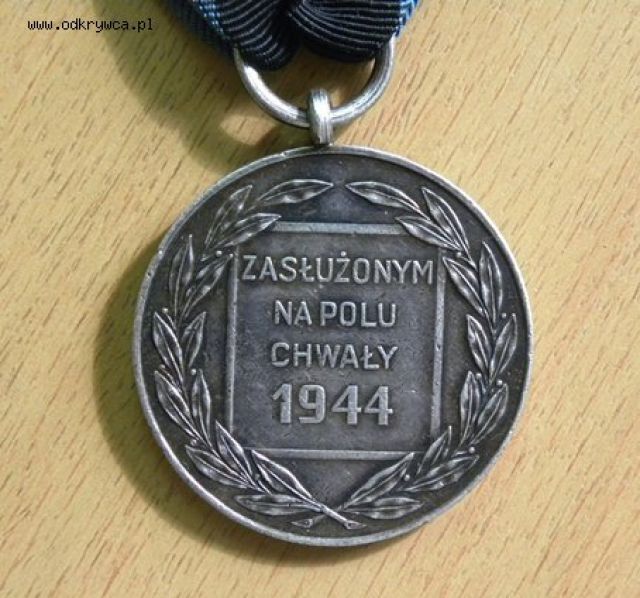 www.odkrywca.pl
ZASŁUŻONYM
NA POLU
CHWAŁY
1944